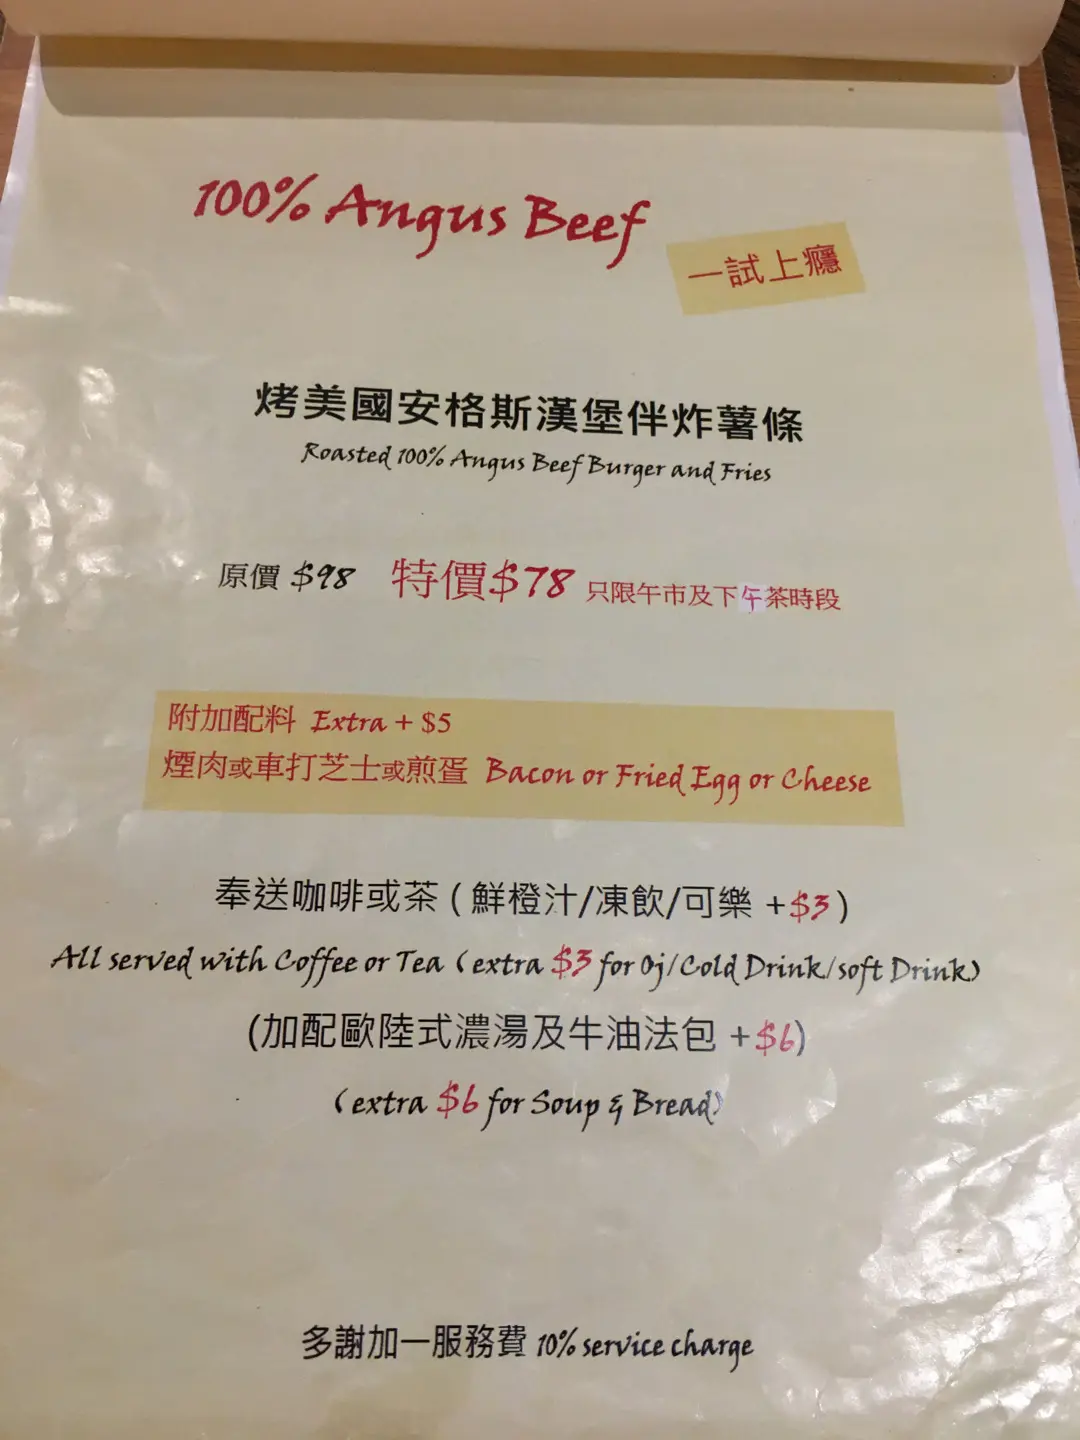 100% Angus Beef
一試上癮
烤美國安格斯漢堡伴炸薯條
Roasted 100% Angus Beef Burger and Fries
原價 $98 特價$78 只限午市及下午茶時段
附加配料 Extra + $5
煙肉或車打芝士或煎蛋 Bacon or Fried Egg or Cheese
奉送咖啡或茶 ( 鮮橙汁/凍飲/可樂 +$3 )
All served with Coffee or Tea (extra $3 for Oj/Cold Drink/soft Drink)
(加配歐陸式濃湯及牛油法包 +$6)
(extra $6 for Soup & Bread)
多謝加一服務費 10% service charge